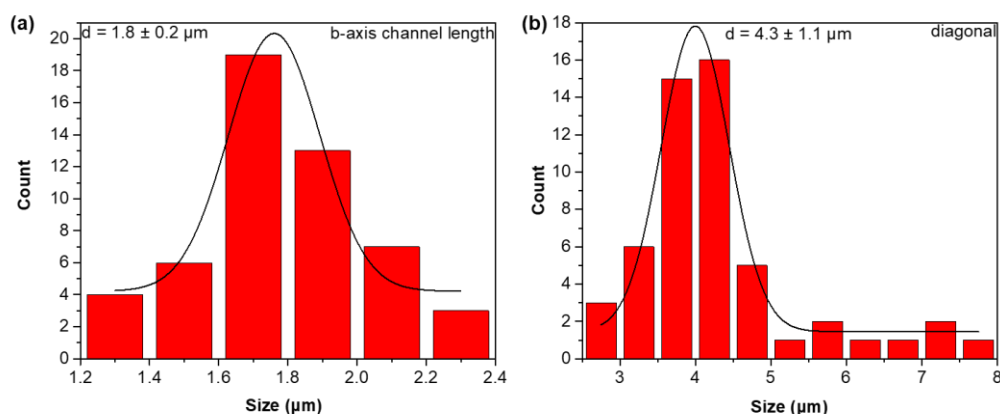 (a)
d = 1.8 ± 0.2 µm
b-axis channel length
20
18
16
14
12
10
8
6
4
2
0
Count
1.2 1.4 1.6 1.8 2.0 2.2 2.4
Size (µm)
(b)
d = 4.3 ± 1.1 µm
diagonal
18
16
14
12
10
8
6
4
2
0
Count
3 4 5 6 7 8
Size (µm)